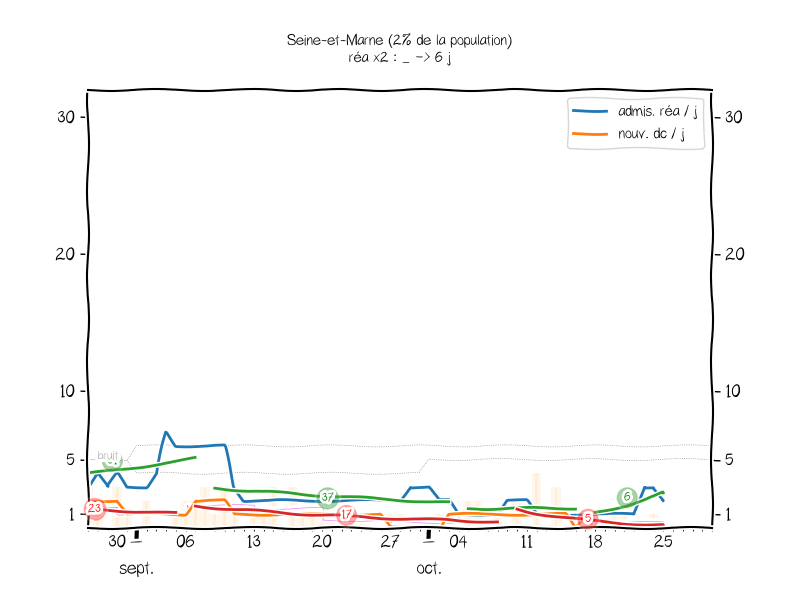 Seine-et-Marne (2% de la population)
réa x2 : _ -> 6 j
admis. réa / j
nouv. dc / j
30 30
20 20
10 10
5 5
1 1
bruit
23
37
17
5
6
30 06 13 20 27 04 11 18 25
sept. oct.